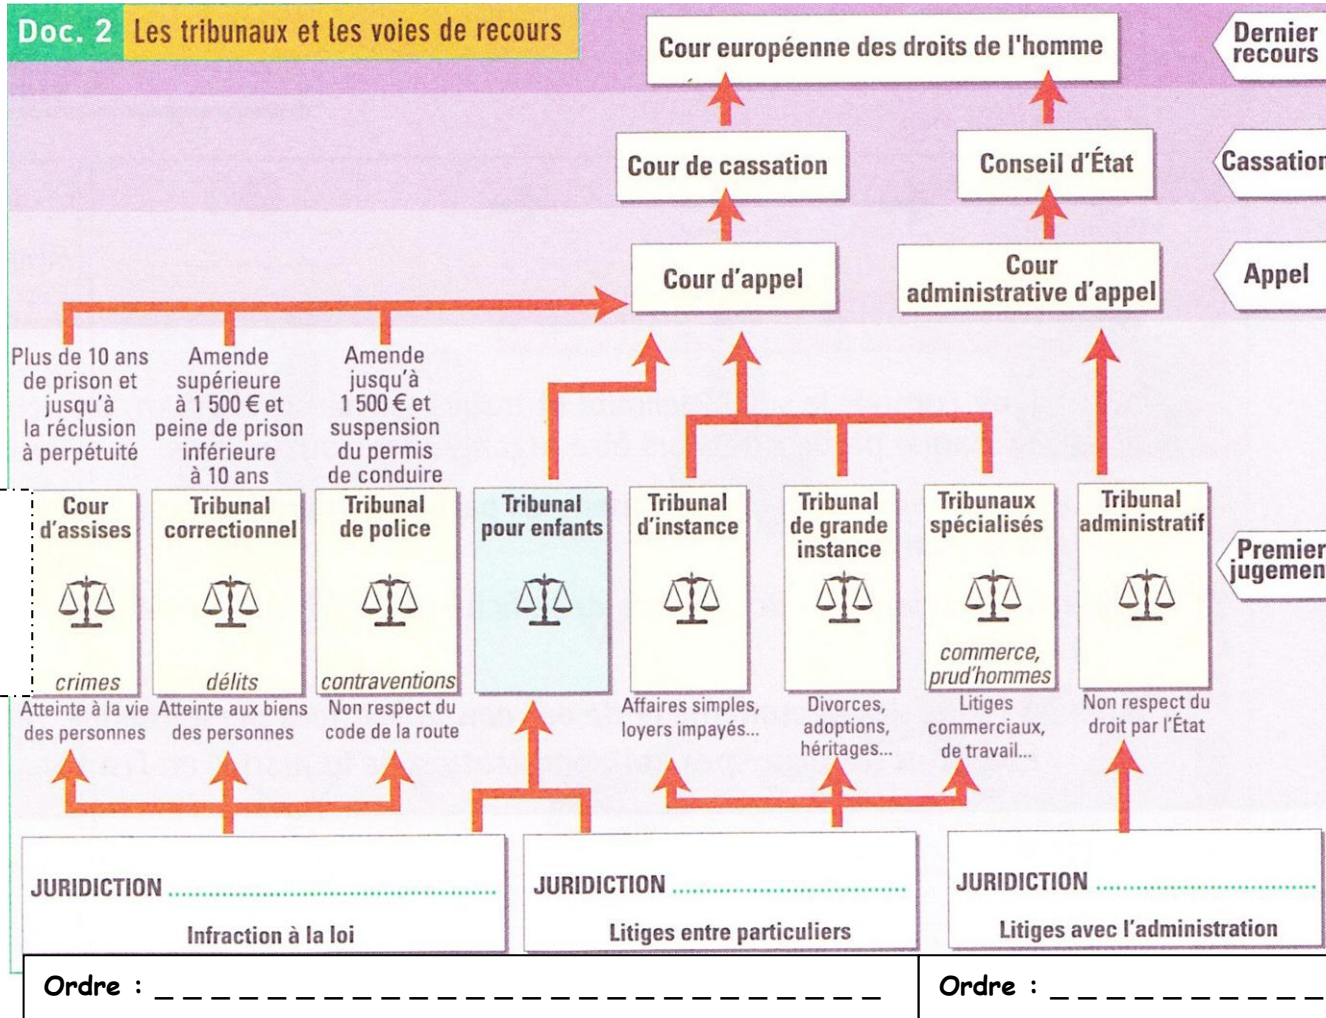 Doc. 2 Les tribunaux et les voies de recours
Cour européenne des droits de l'homme
Dernier
recours
Cour de cassation
Conseil d'État
Cassation
Cour d'appel
Cour
administrative d'appel
Appel
Plus de 10 ans
de prison et
jusqu'à
la réclusion
à perpétuité
Amende
supérieure
à 1 500 € et
peine de prison
inférieure
à 10 ans
Amende
jusqu'à
1 500 € et
suspension
du permis
de conduire
Cour
d'assises
crimes
Atteinte à la vie
des personnes
Tribunal
correctionnel
délits
Atteinte aux biens
des personnes
Tribunal
de police
contraventions
Non respect du
code de la route
Tribunal
pour enfants
Tribunal
d'instance
Affaires simples,
loyers impayés...
Tribunal
de grande
instance
Divorces,
adoptions,
héritages...
Tribunaux
spécialisés
commerce,
prud'hommes
Litiges
commerciaux,
de travail...
Tribunal
administratif
Non respect du
droit par l'État
Premier
jugement
JURIDICTION ................................................
Infraction à la loi
JURIDICTION ..................................
Litiges entre particuliers
JURIDICTION ................................
Litiges avec l'administration
Ordre : _ _ _ _ _ _ _ _ _ _ _ _ _ _ _ _ _ _ _ _ _ _ _ _ _ _ _ _
Ordre : _ _ _ _ _ _ _ _ _ _ _